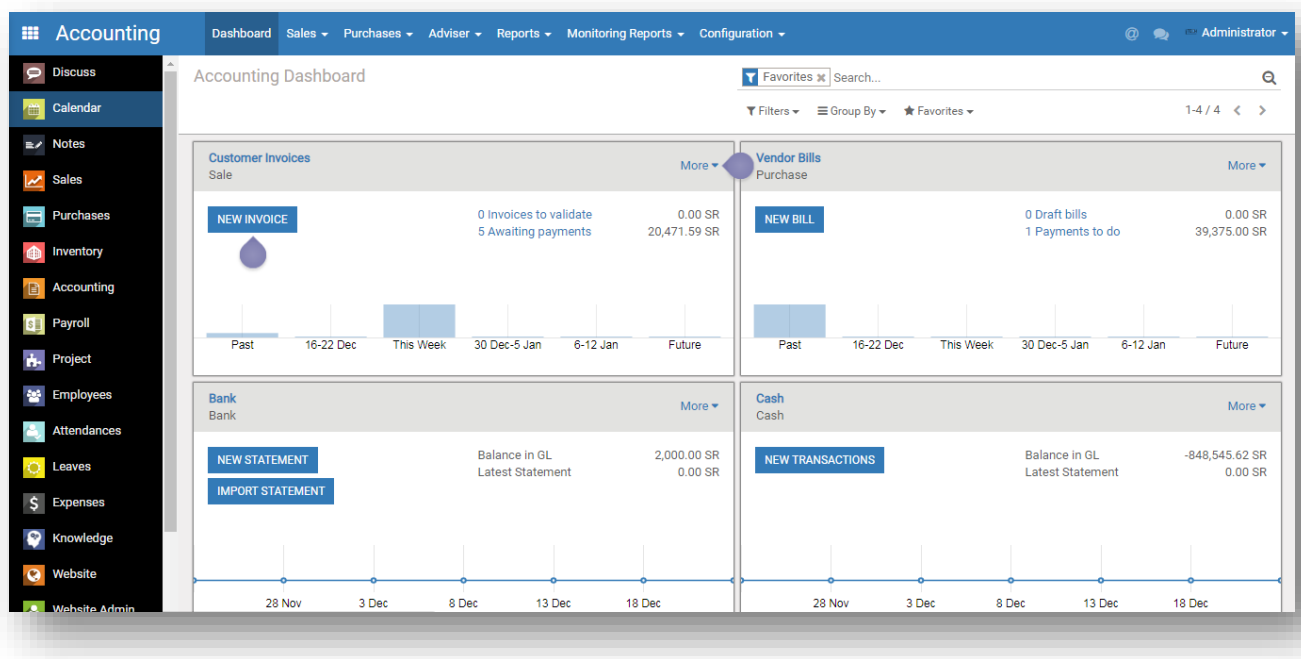 Accounting Dashboard Sales Purchases Adviser Reports Monitoring Reports Configuration @ Administrator
Discuss
Calendar
Notes
Sales
Purchases
Inventory
Accounting
Payroll
Project
Employees
Attendances
Leaves
Expenses
Knowledge
Website
Website Admin
Accounting Dashboard
Favorites Search...
Filters Group By Favorites 1-4 / 4
Customer Invoices
Sale
More
NEW INVOICE
0 Invoices to validate 0.00 SR
5 Awaiting payments 20,471.59 SR
Past 16-22 Dec This Week 30 Dec-5 Jan 6-12 Jan Future
Vendor Bills
Purchase
More
NEW BILL
0 Draft bills 0.00 SR
1 Payments to do 39,375.00 SR
Past 16-22 Dec This Week 30 Dec-5 Jan 6-12 Jan Future
Bank
Bank
More
NEW STATEMENT
IMPORT STATEMENT
Balance in GL 2,000.00 SR
Latest Statement 0.00 SR
28 Nov 3 Dec 8 Dec 13 Dec 18 Dec
Cash
Cash
More
NEW TRANSACTIONS
Balance in GL -848,545.62 SR
Latest Statement 0.00 SR
28 Nov 3 Dec 8 Dec 13 Dec 18 Dec